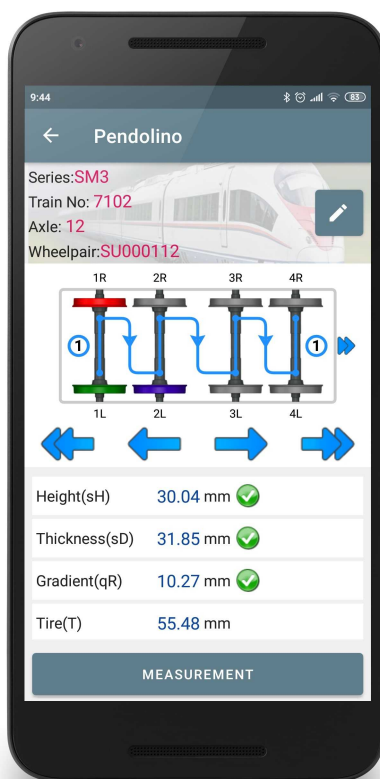 9:44 83
Pendolino
Series:SM3
Train No: 7102
Axle: 12
Wheelpair:SU000112
1R 2R 3R 4R
1 1
1L 2L 3L 4L
Height(sH) 30.04 mm
Thickness(sD) 31.85 mm
Gradient(qR) 10.27 mm
Tire(T) 55.48 mm
MEASUREMENT